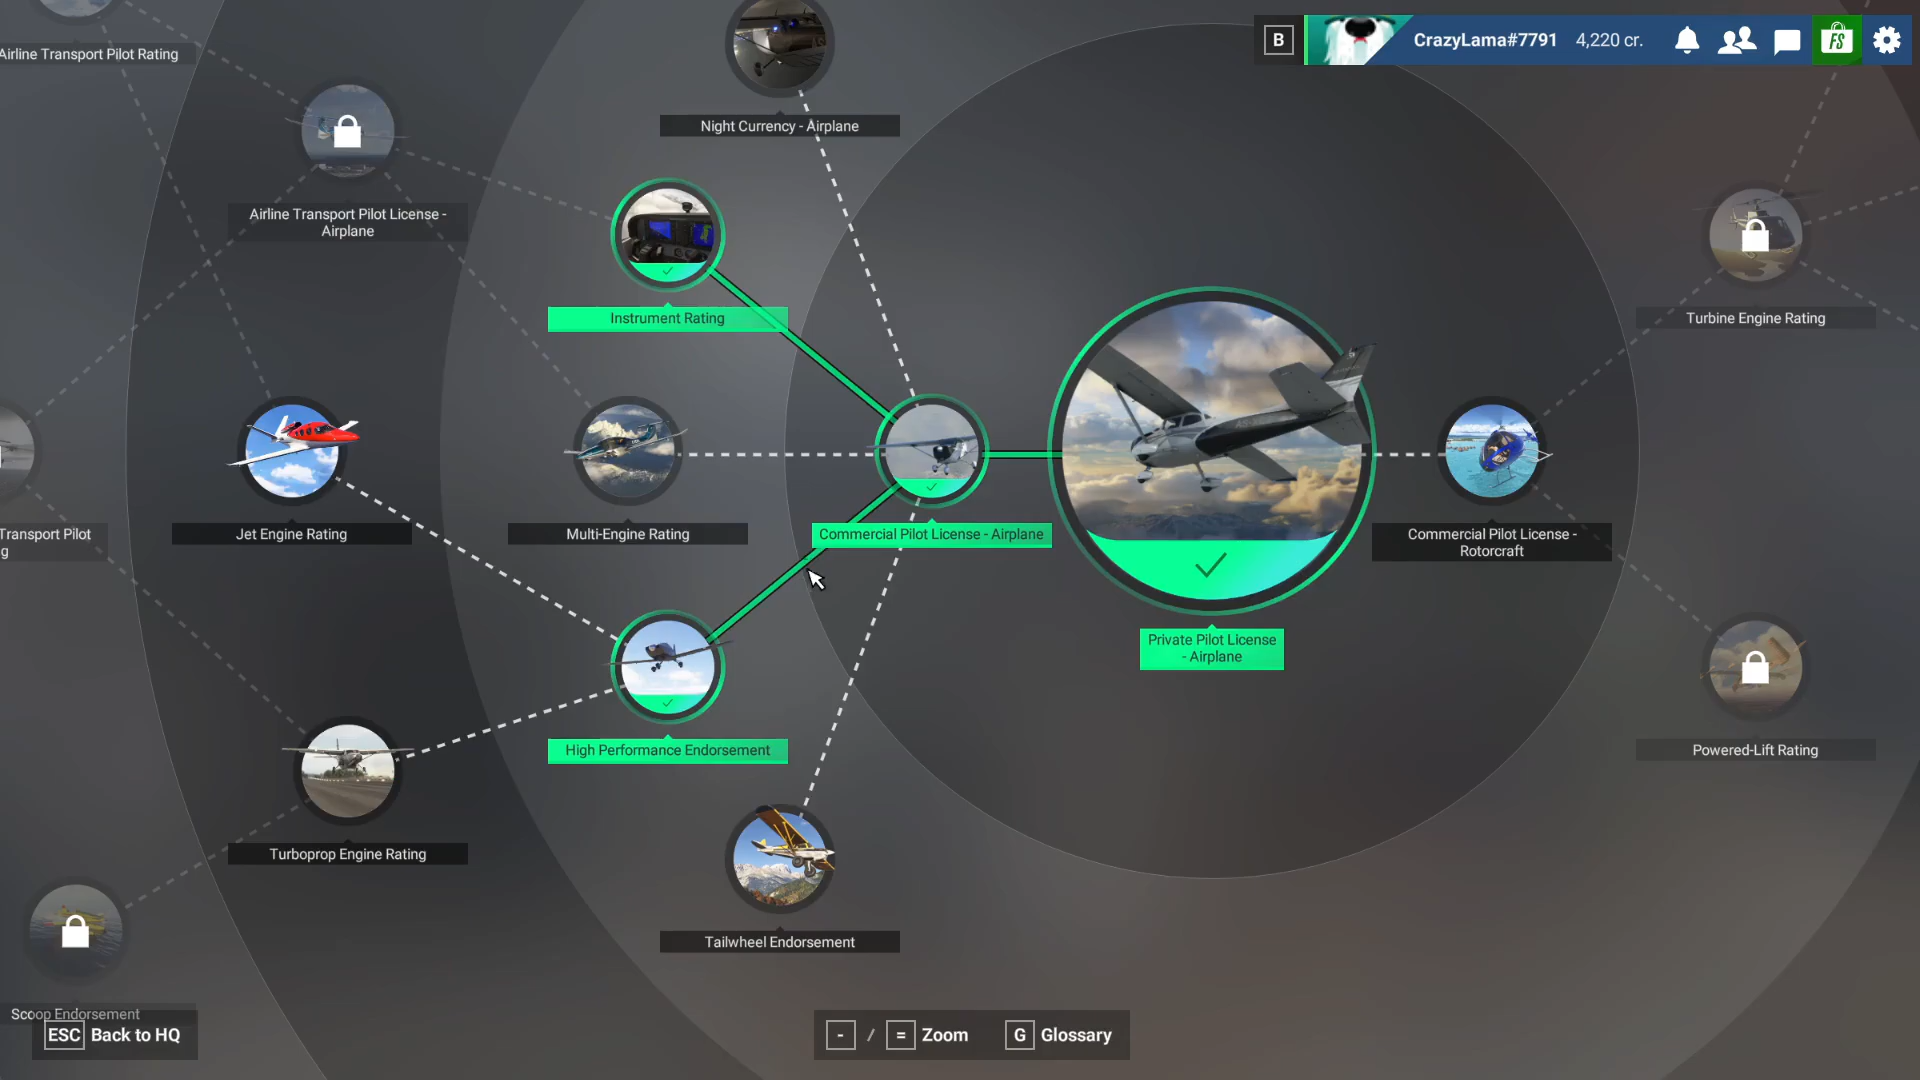 Airline Transport Pilot Rating
B
CrazyLama#7791
4,220 cr.
FS
Night Currency - Airplane
Airline Transport Pilot License -
Airplane
Instrument Rating
Turbine Engine Rating
Jet Engine Rating
Multi-Engine Rating
Commercial Pilot License - Airplane
Commercial Pilot License -
Rotorcraft
Transport Pilot
g
Private Pilot License
- Airplane
High Performance Endorsement
Powered-Lift Rating
Turboprop Engine Rating
Tailwheel Endorsement
Scoop Endorsement
ESC Back to HQ
- / = Zoom
G Glossary